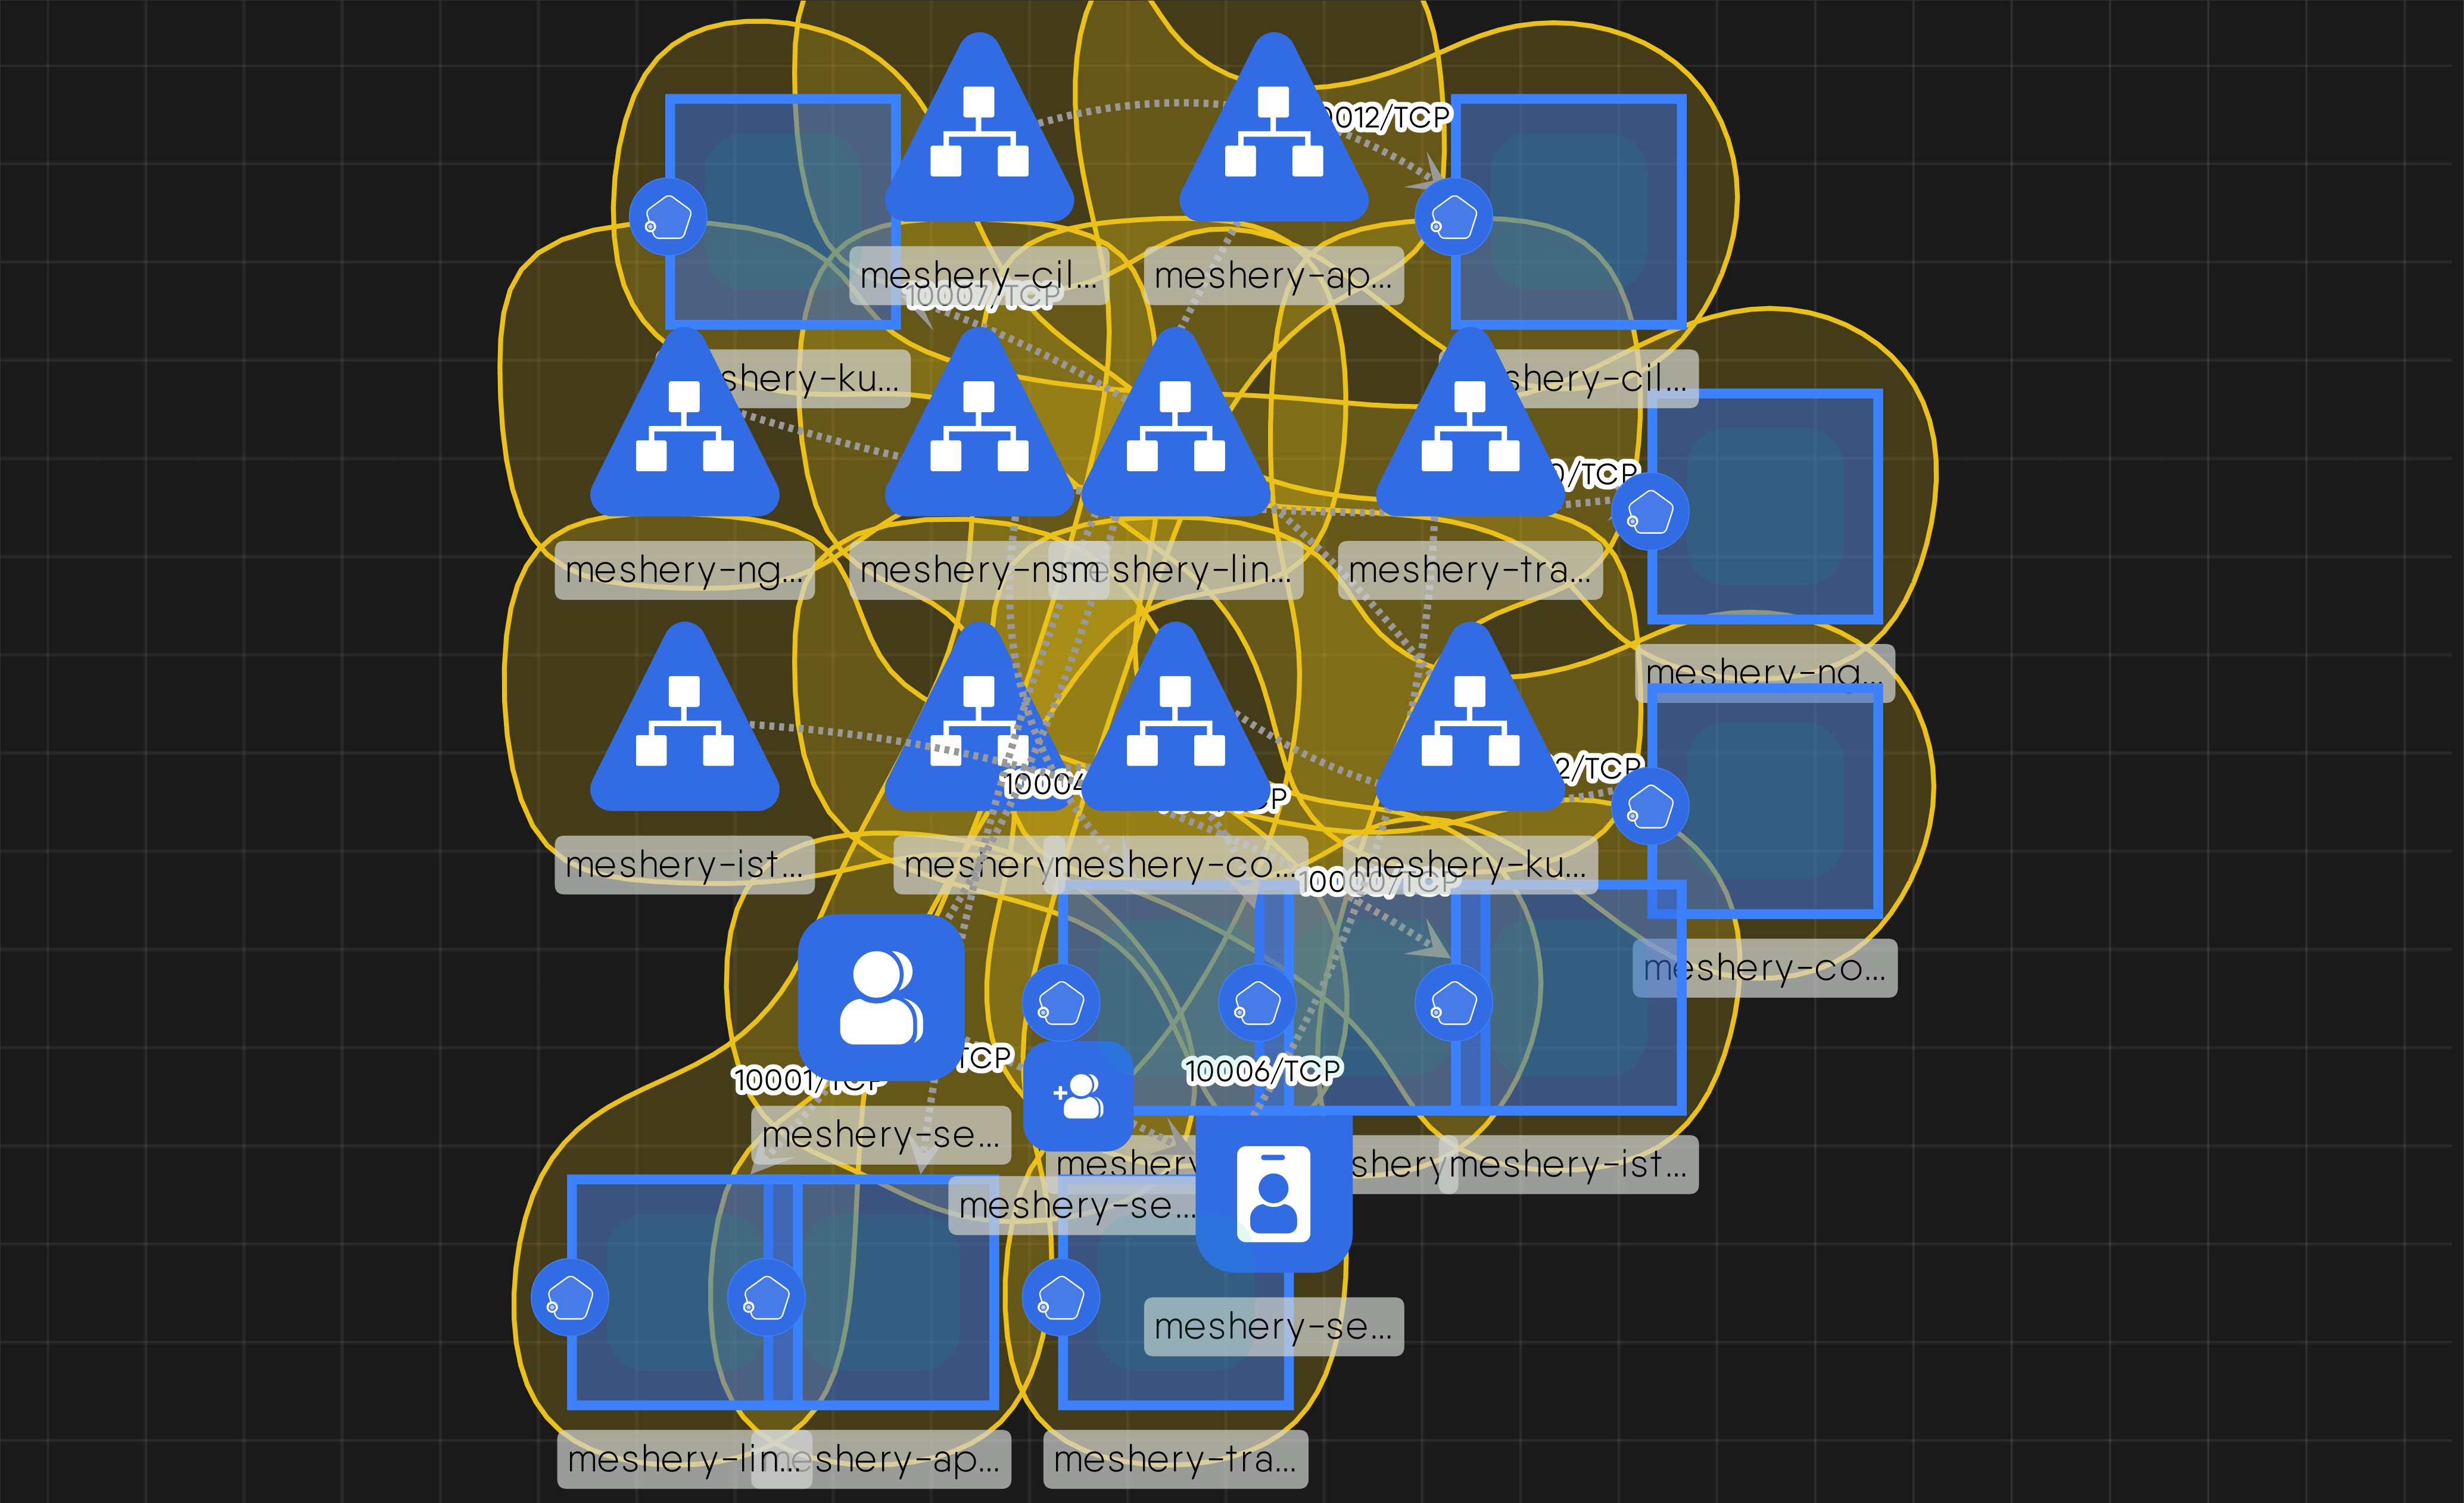 012/TCP
meshery-cil...
meshery-ap...
10007/TCP
shery-ku...
shery-cil...
0/TCP
meshery-ng...
meshery-nsm
eshery-lin...
meshery-tra...
meshery-ng...
2/TCP
10004
CP
meshery-ist...
meshery
meshery-co...
meshery-ku...
10000/TCP
meshery-co...
TCP
10006/TCP
10001/TCP
meshery-se...
meshery
shery
meshery-ist...
meshery-se...
meshery-se...
meshery-lin...
eshery-ap...
meshery-tra...